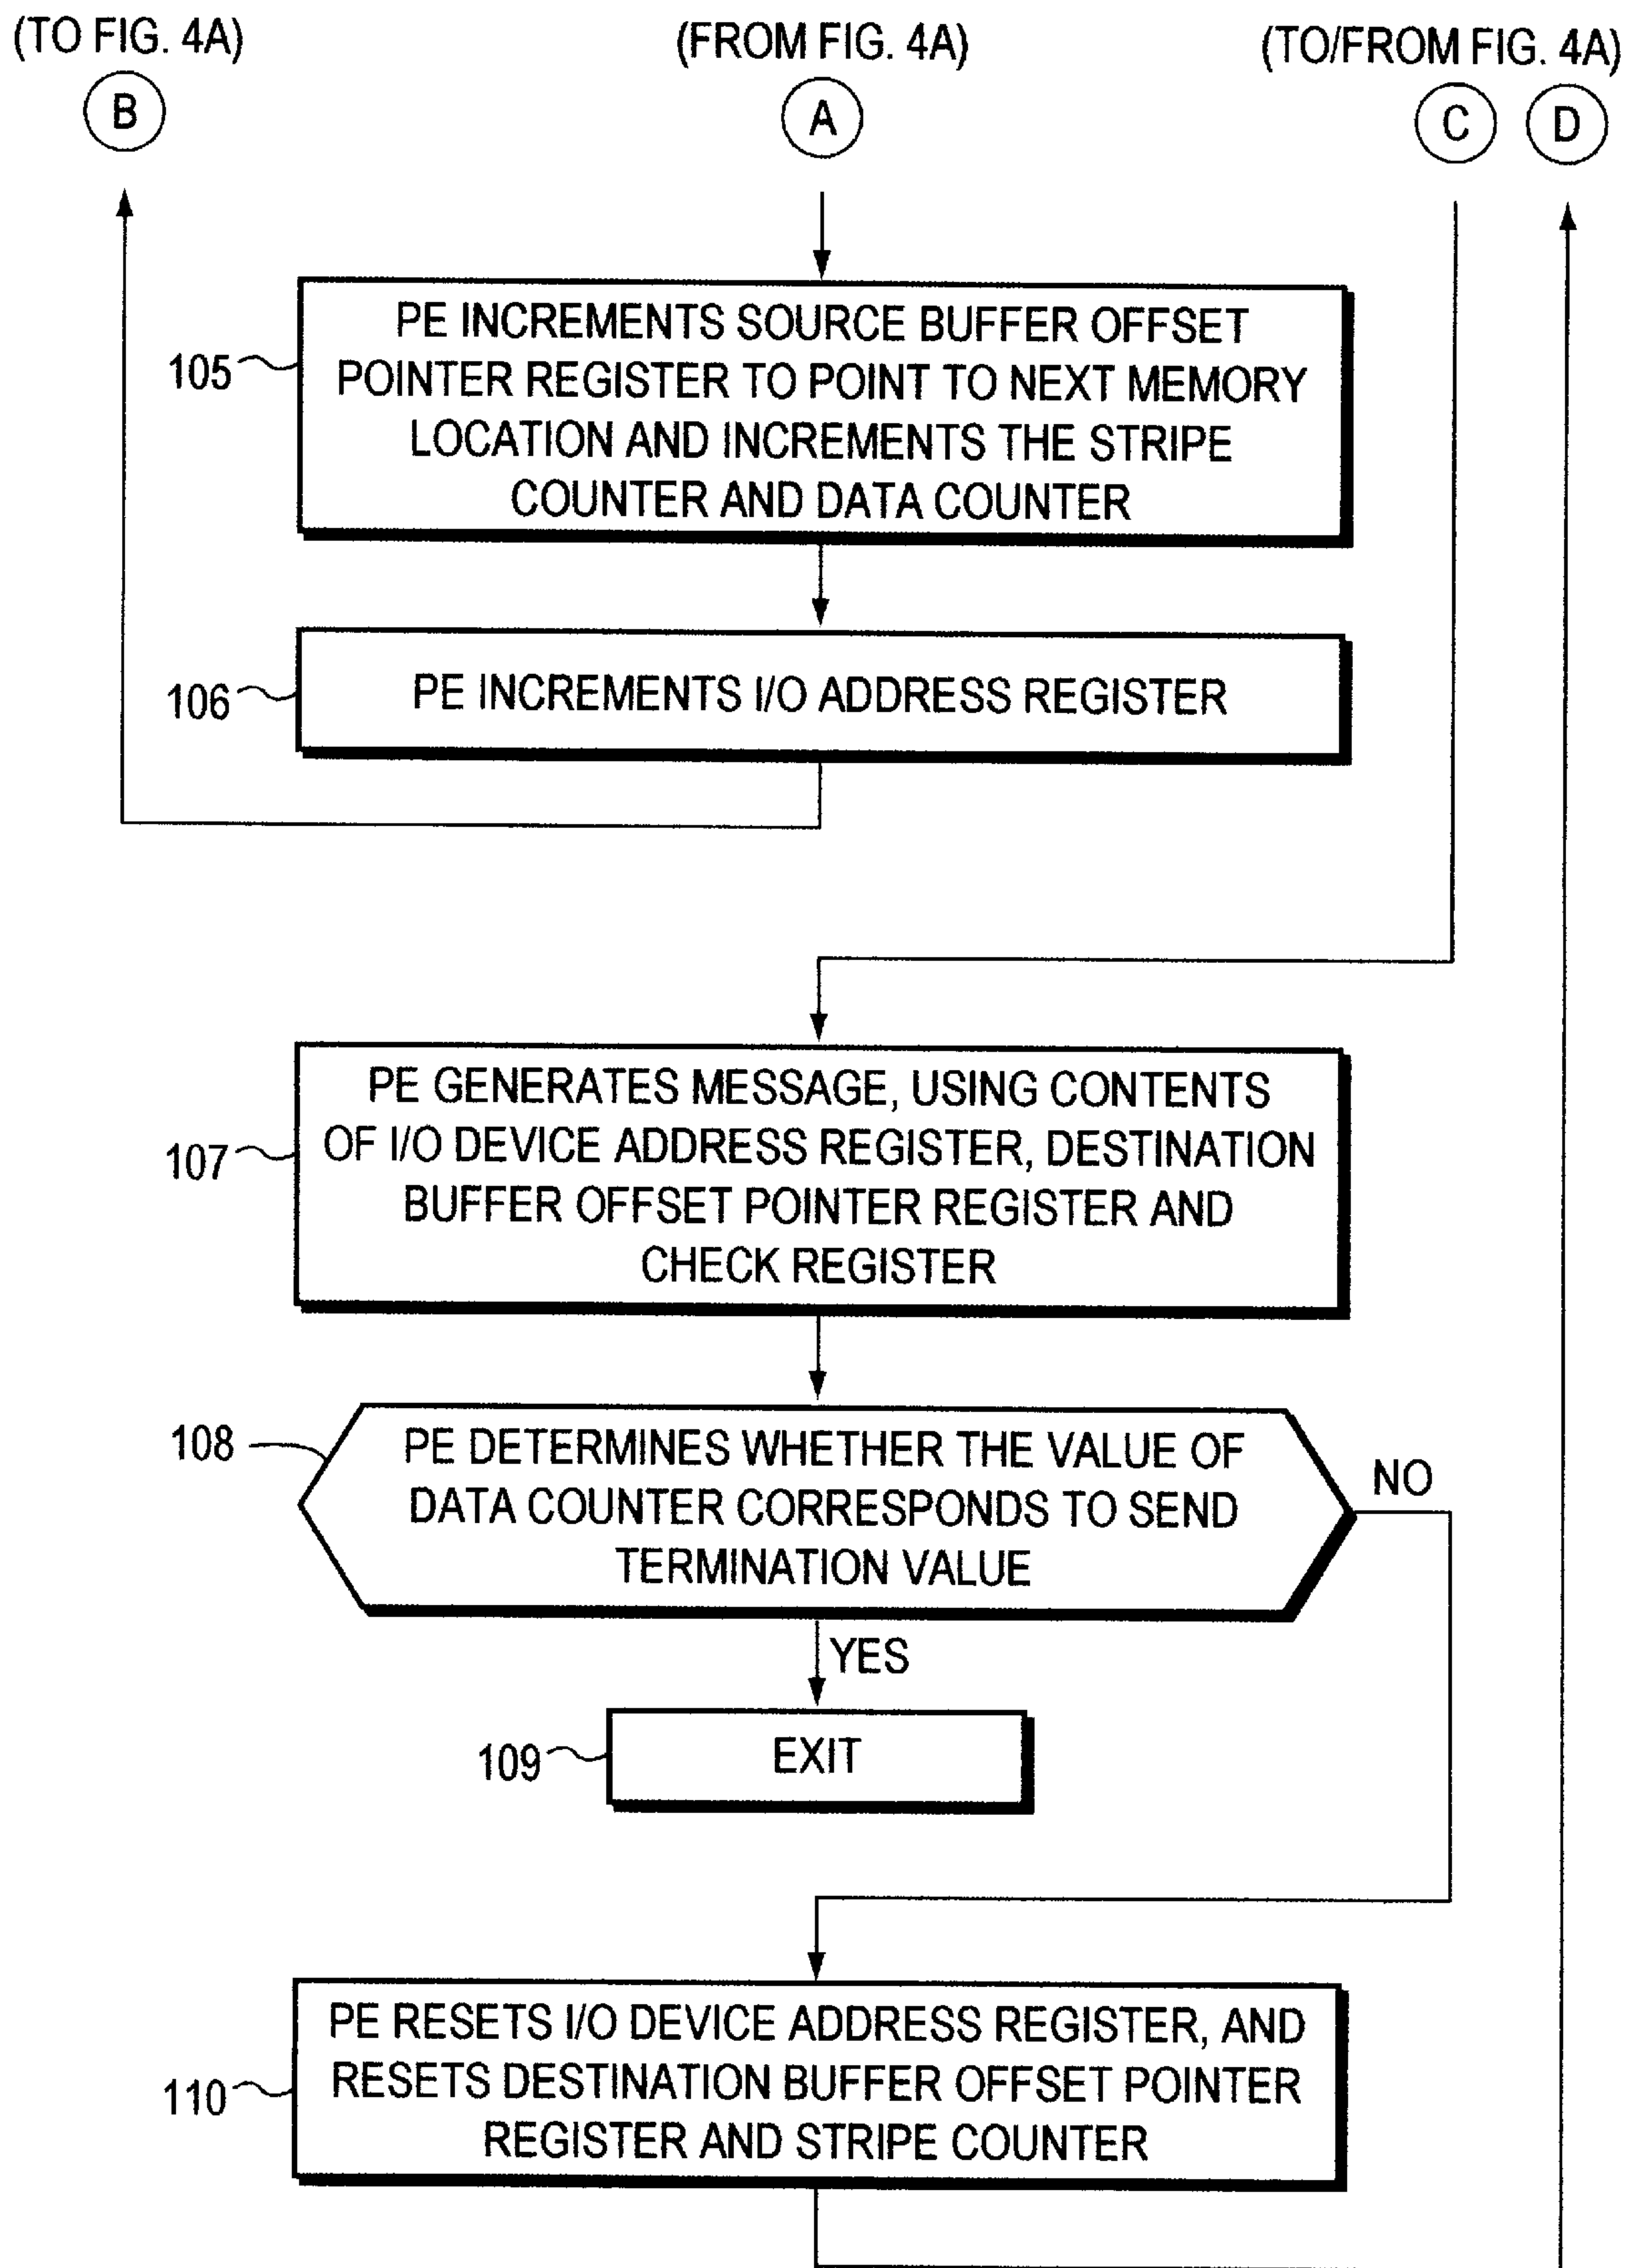 (TO FIG. 4A)
(FROM FIG. 4A)
(TO/FROM FIG. 4A)
B
A
C
D
105
PE INCREMENTS SOURCE BUFFER OFFSET
POINTER REGISTER TO POINT TO NEXT MEMORY
LOCATION AND INCREMENTS THE STRIPE
COUNTER AND DATA COUNTER
106
PE INCREMENTS I/O ADDRESS REGISTER
107
PE GENERATES MESSAGE, USING CONTENTS
OF I/O DEVICE ADDRESS REGISTER, DESTINATION
BUFFER OFFSET POINTER REGISTER AND
CHECK REGISTER
108
PE DETERMINES WHETHER THE VALUE OF
DATA COUNTER CORRESPONDS TO SEND
TERMINATION VALUE
NO
YES
109
EXIT
110
PE RESETS I/O DEVICE ADDRESS REGISTER, AND
RESETS DESTINATION BUFFER OFFSET POINTER
REGISTER AND STRIPE COUNTER